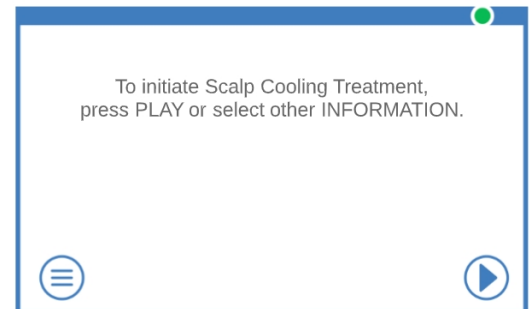 To initiate Scalp Cooling Treatment,
press PLAY or select other INFORMATION.